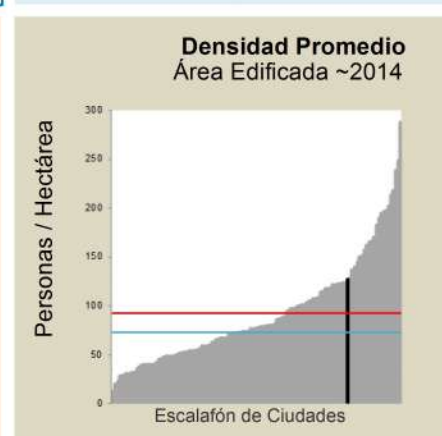 Densidad Promedio
Área Edificada ~2014
Personas / Hectárea
300
250
200
150
100
50
0
Escalafón de Ciudades